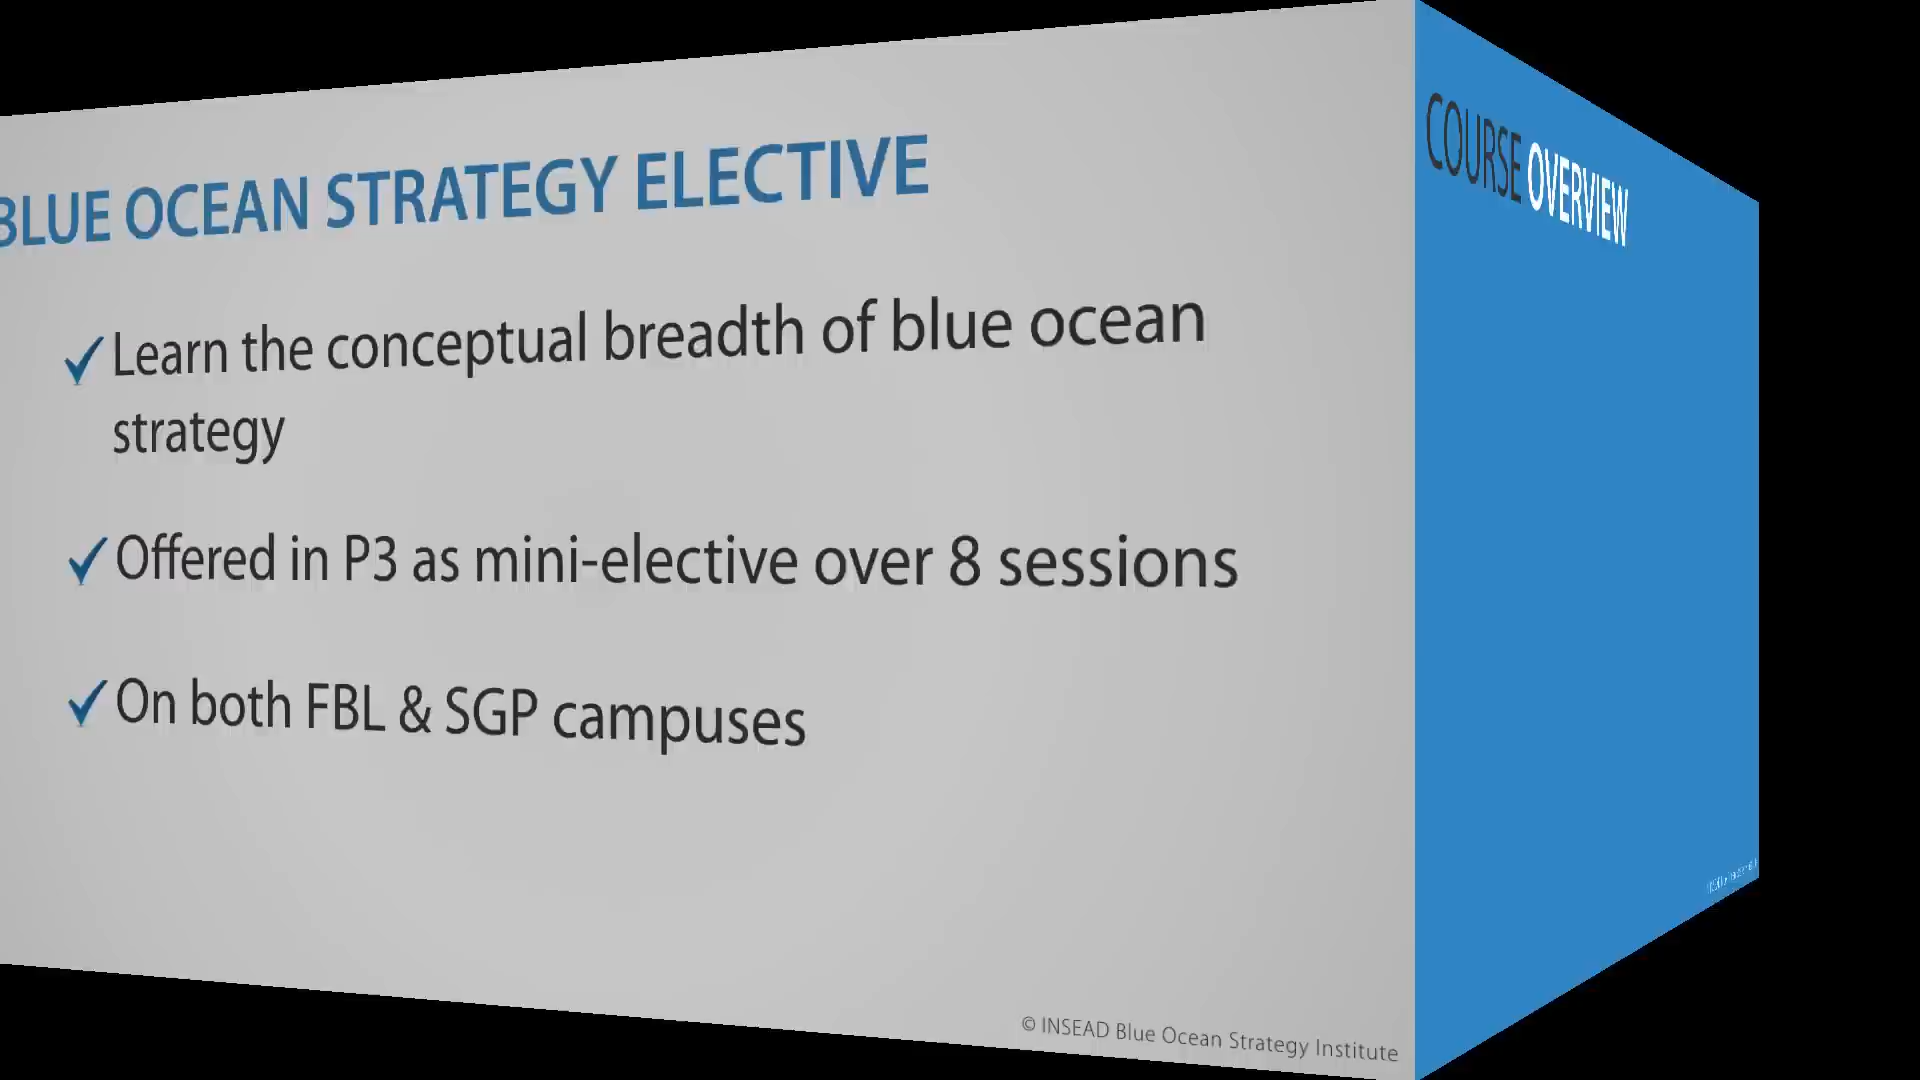 BLUE OCEAN STRATEGY ELECTIVE
Learn the conceptual breadth of blue ocean
strategy
Offered in P3 as mini-elective over 8 sessions
On both FBL & SGP campuses
© INSEAD Blue Ocean Strategy Institute
COURSE OVERVIEW